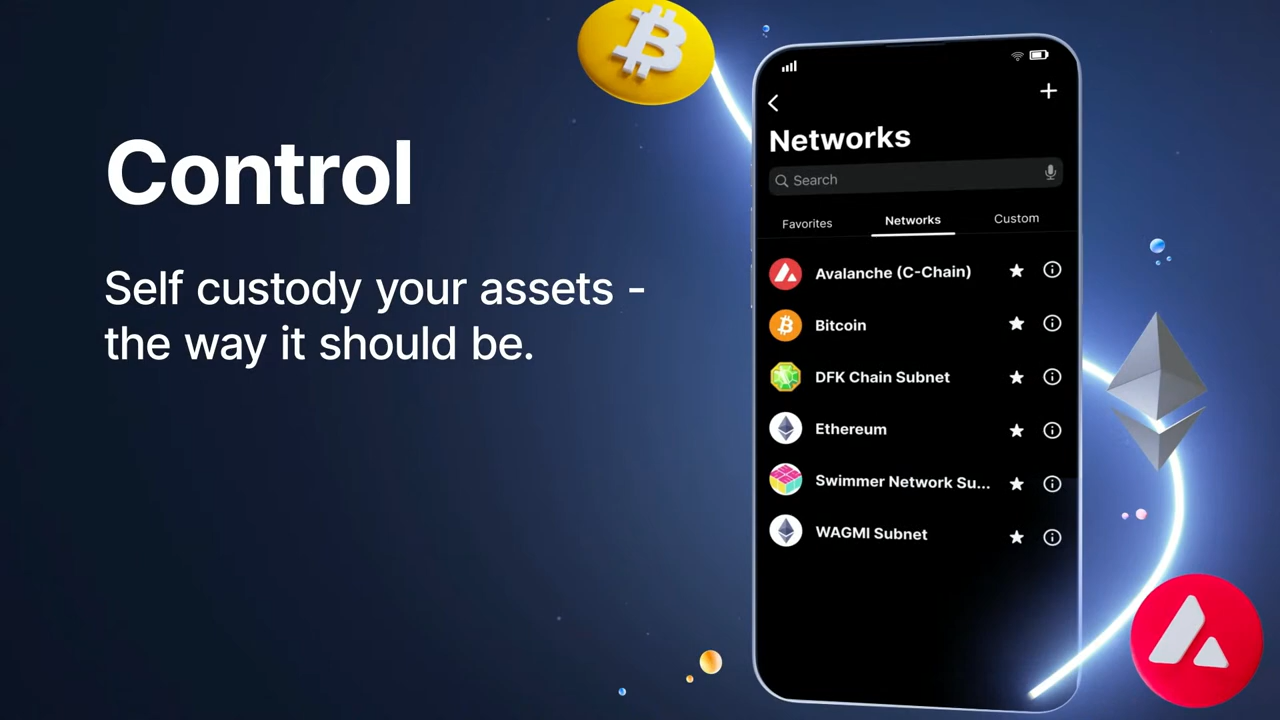 Control
Self custody your assets -
the way it should be.
Networks
Search
Favorites
Networks
Custom
Avalanche (C-Chain)
Bitcoin
DFK Chain Subnet
Ethereum
Swimmer Network Su...
WAGMI Subnet